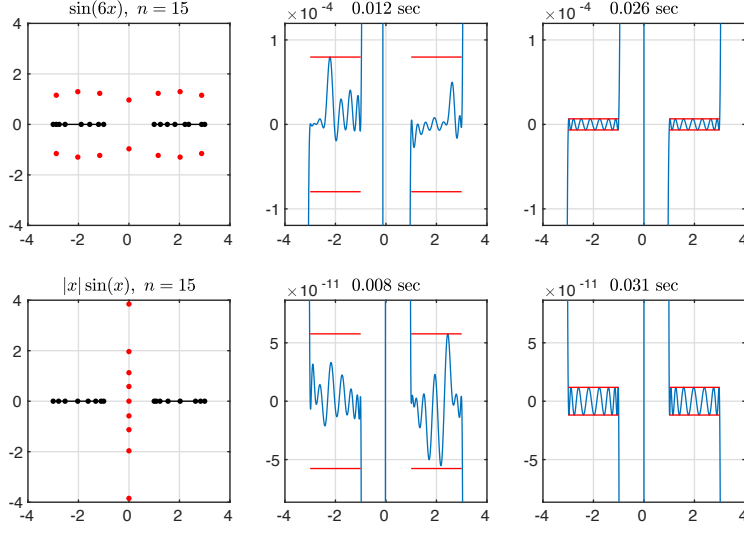 sin(6x), n = 15
×10 -4 0.012 sec
×10 -4 0.026 sec
4
2
0
-2
-4
-4 -2 0 2 4
1
0
-1
-4 -2 0 2 4
1
0
-1
-4 -2 0 2 4
|x| sin(x), n = 15
×10 -11 0.008 sec
×10 -11 0.031 sec
4
2
0
-2
-4
-4 -2 0 2 4
5
0
-5
-4 -2 0 2 4
5
0
-5
-4 -2 0 2 4